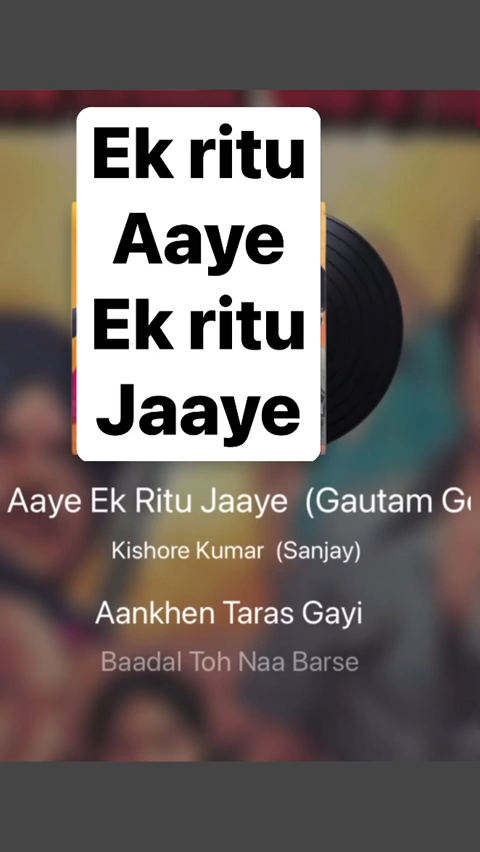 Ek ritu
Aaye
Ek ritu
Jaaye
Aaye Ek Ritu Jaaye (Gautam G
Kishore Kumar (Sanjay)
Aankhen Taras Gayi
Baadal Toh Naa Barse